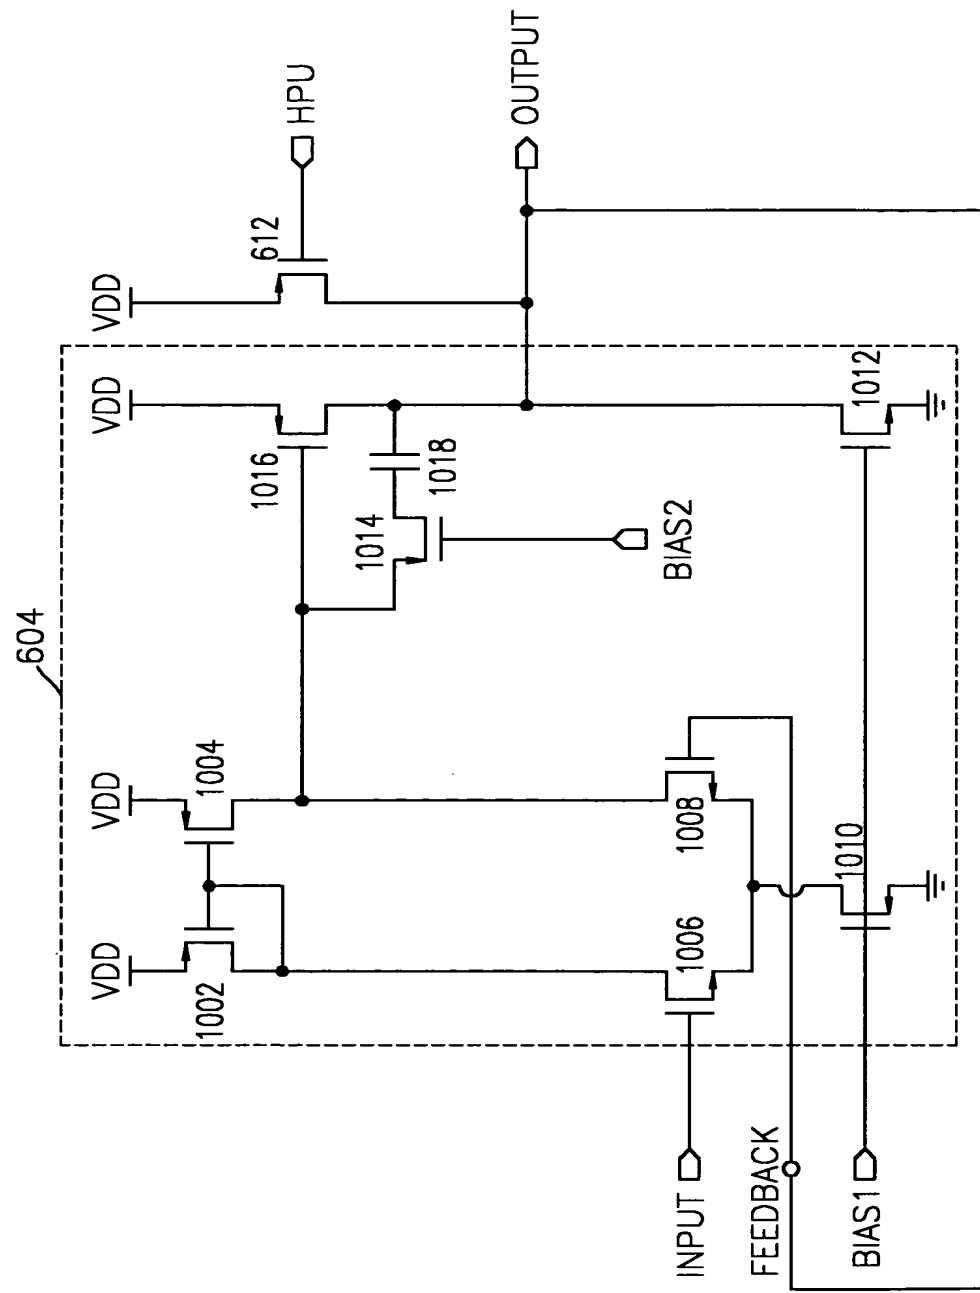 604
VDD
VDD
VDD
VDD
1002
1004
1016
612
HPU
1014
1018
BIAS2
OUTPUT
INPUT
1006
1008
FEEDBACK
BIAS1
1010
1012